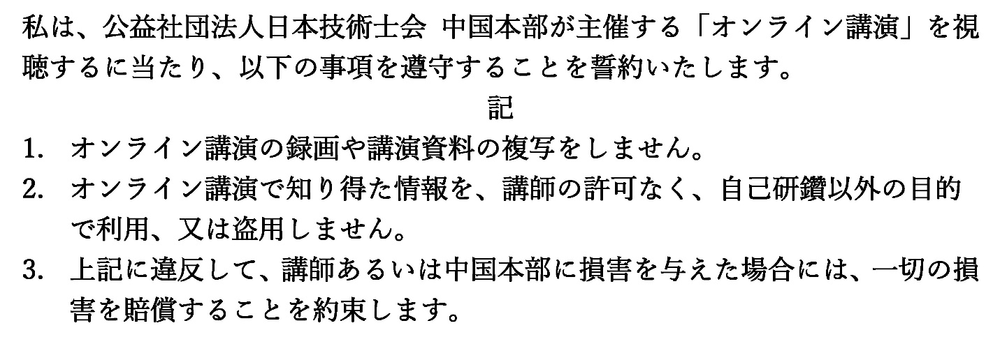 私は、公益社団法人日本技術士会 中国本部が主催する「オンライン講演」を視
聴するに当たり、以下の事項を遵守することを誓約いたします。
記
1. オンライン講演の録画や講演資料の複写をしません。
2. オンライン講演で知り得た情報を、講師の許可なく、自己研鑽以外の目的
で利用、又は盗用しません。
3. 上記に違反して、講師あるいは中国本部に損害を与えた場合には、一切の損
害を賠償することを約束します。